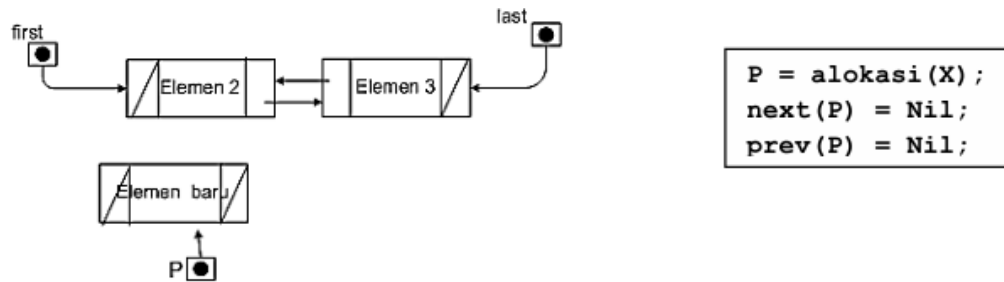 first
last
Elemen 2
Elemen 3
Elemen baru
P
P = alokasi(X);
next(P) = Nil;
prev(P) = Nil;